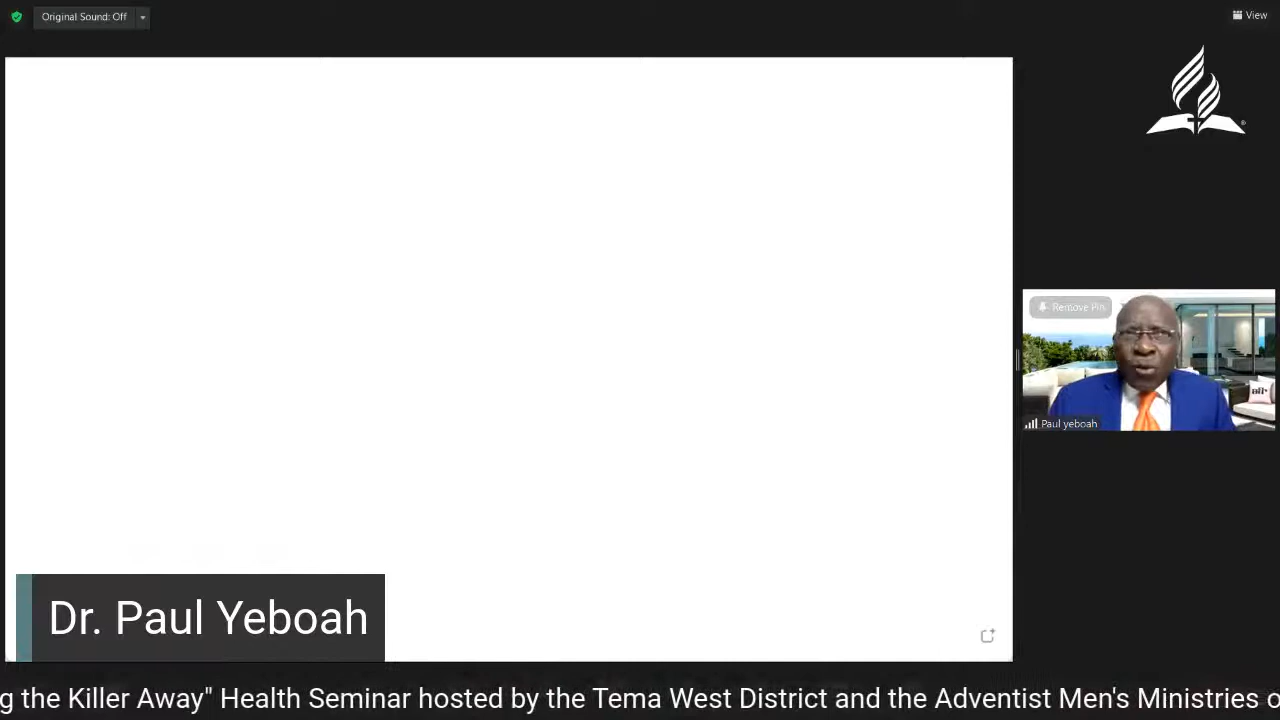 Original Sound: Off
View
Remove Pin
Paul yeboah
Dr. Paul Yeboah
g the Killer Away" Health Seminar hosted by the Tema West District and the Adventist Men's Ministries o